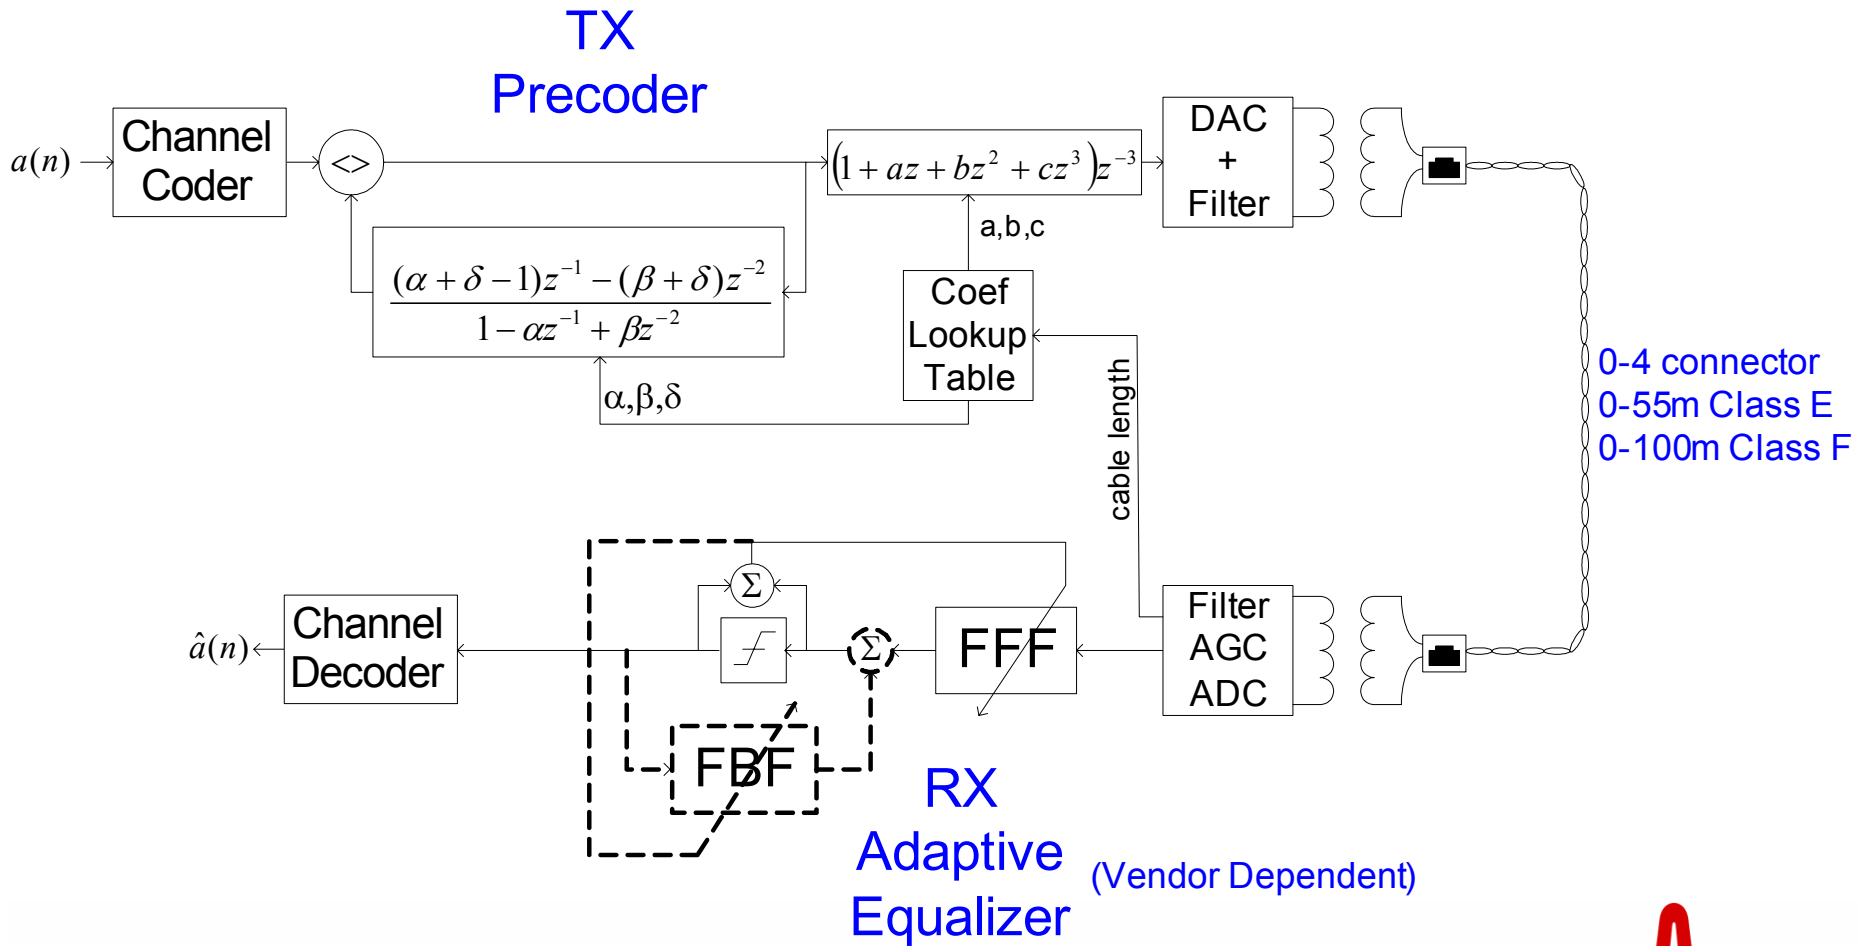 TX
Precoder
a(n)
Channel
Coder
<>
(1 + az + bz² + cz³)z⁻³
DAC
+
Filter
a,b,c
(α + δ − 1)z⁻¹ − (β + δ)z⁻²
1 − αz⁻¹ + βz⁻²
Coef
Lookup
Table
α,β,δ
cable length
0-4 connector
0-55m Class E
0-100m Class F
â(n)
Channel
Decoder
Σ
Σ
FFF
Filter
AGC
ADC
FBF
RX
Adaptive
Equalizer
(Vendor Dependent)